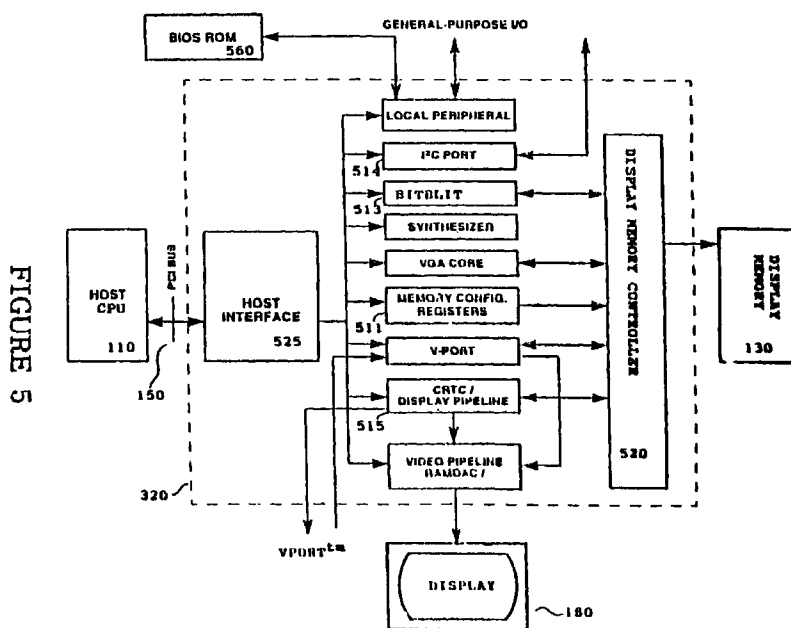 GENERAL-PURPOSE I/O
BIOS ROM
560
LOCAL PERIPHERAL
I²C PORT
514
BITBLIT
513
SYNTHESIZER
VGA CORE
MEMORY CONFIG.
REGISTERS
511
V-PORT
CRTC /
DISPLAY PIPELINE
515
VIDEO PIPELINE
RAMDAC /
HOST
CPU
110
PCI BUS
150
HOST
INTERFACE
525
DISPLAY MEMORY CONTROLLER
520
DISPLAY
MEMORY
130
320
VPORT™
DISPLAY
180
FIGURE 5